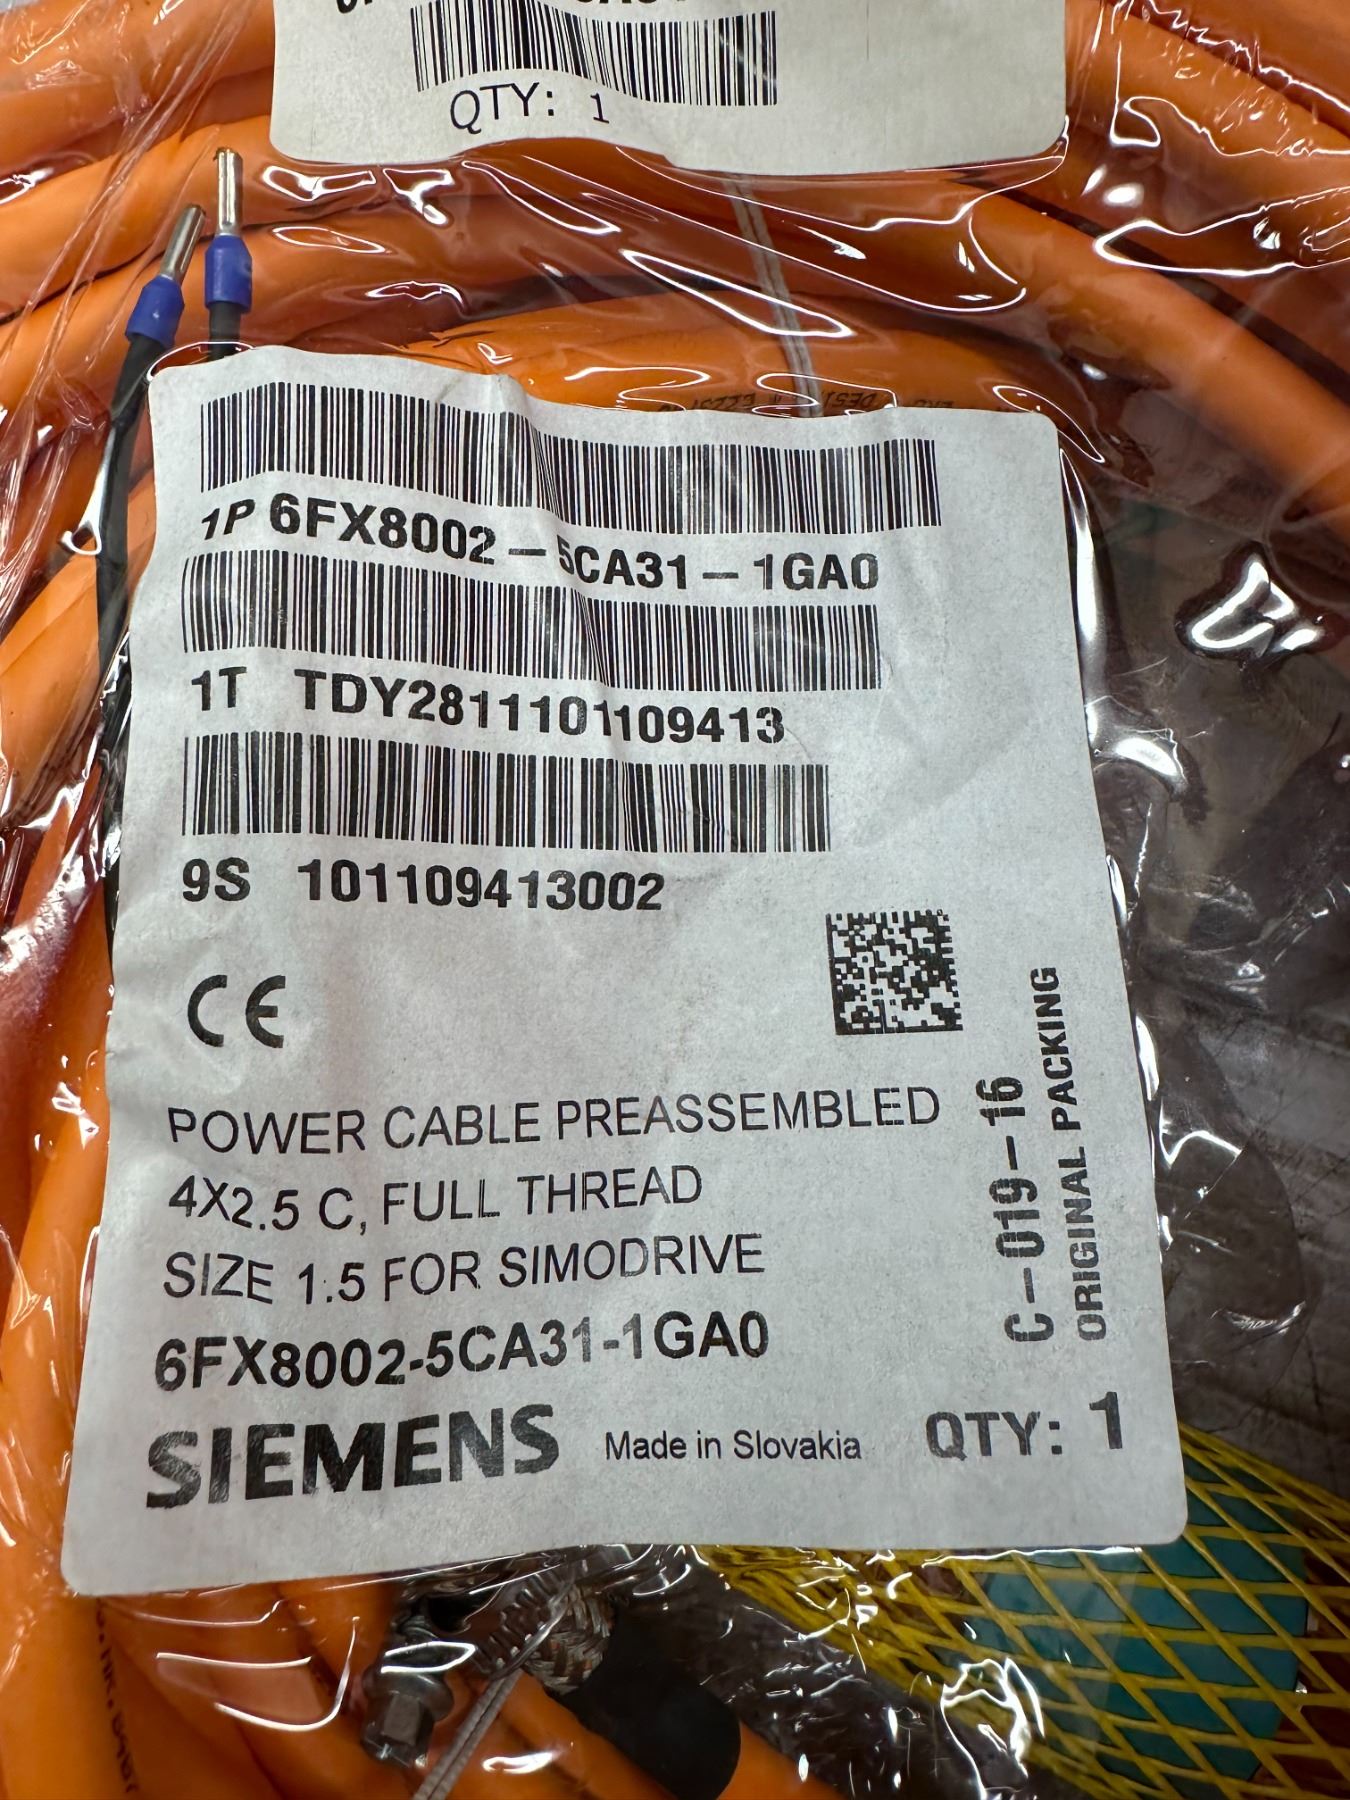 QTY: 1
1P 6FX8002-5CA31-1GA0
1T TDY2811101109413
9S 101109413002
CE
POWER CABLE PREASSEMBLED
4X2.5 C, FULL THREAD
SIZE 1.5 FOR SIMODRIVE
6FX8002-5CA31-1GA0
SIEMENS Made in Slovakia QTY: 1
C-019-16
ORIGINAL PACKING